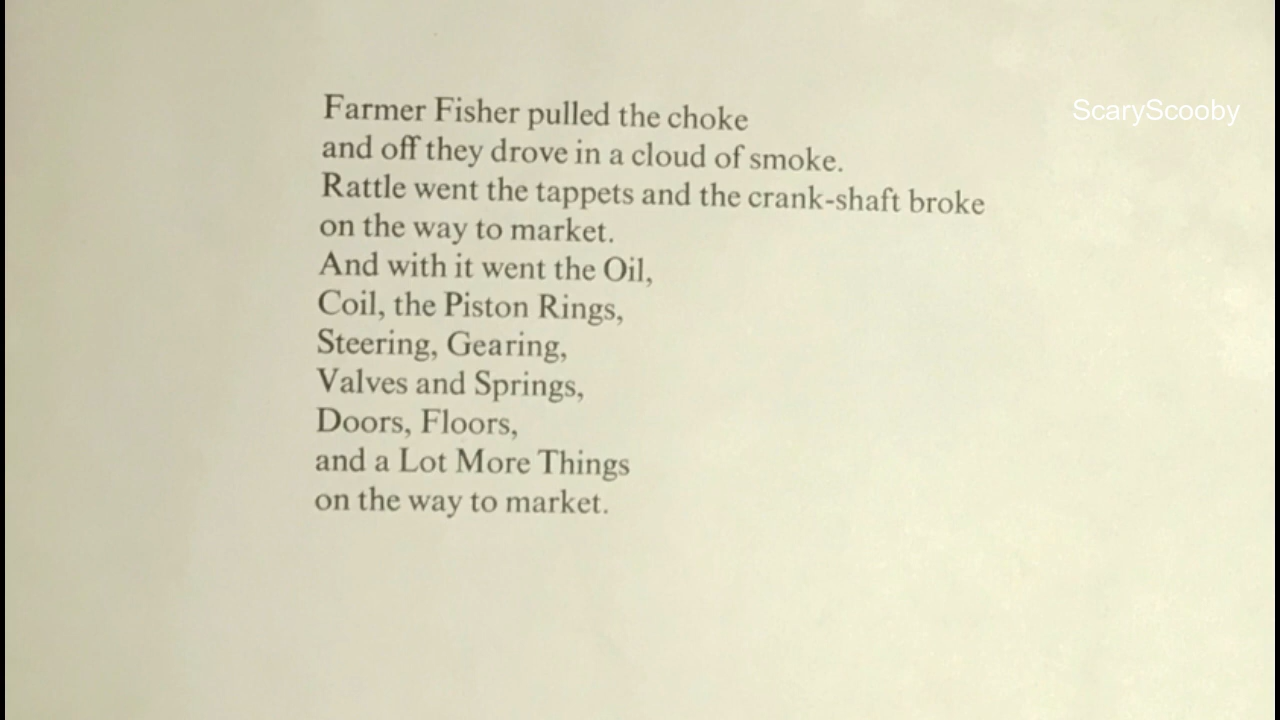 Farmer Fisher pulled the choke
and off they drove in a cloud of smoke.
Rattle went the tappets and the crank-shaft broke
on the way to market.
And with it went the Oil,
Coil, the Piston Rings,
Steering, Gearing,
Valves and Springs,
Doors, Floors,
and a Lot More Things
on the way to market.
ScaryScooby